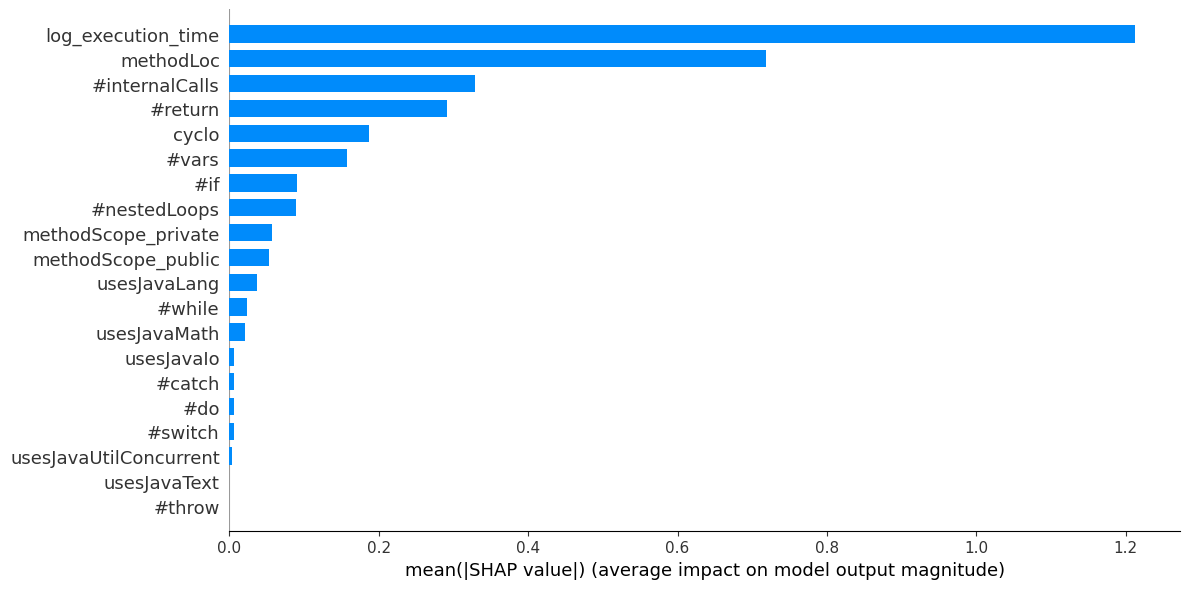 log_execution_time
methodLoc
#internalCalls
#return
cyclo
#vars
#if
#nestedLoops
methodScope_private
methodScope_public
usesJavaLang
#while
usesJavaMath
usesJavaIo
#catch
#do
#switch
usesJavaUtilConcurrent
usesJavaText
#throw
0.0 0.2 0.4 0.6 0.8 1.0 1.2
mean(|SHAP value|) (average impact on model output magnitude)